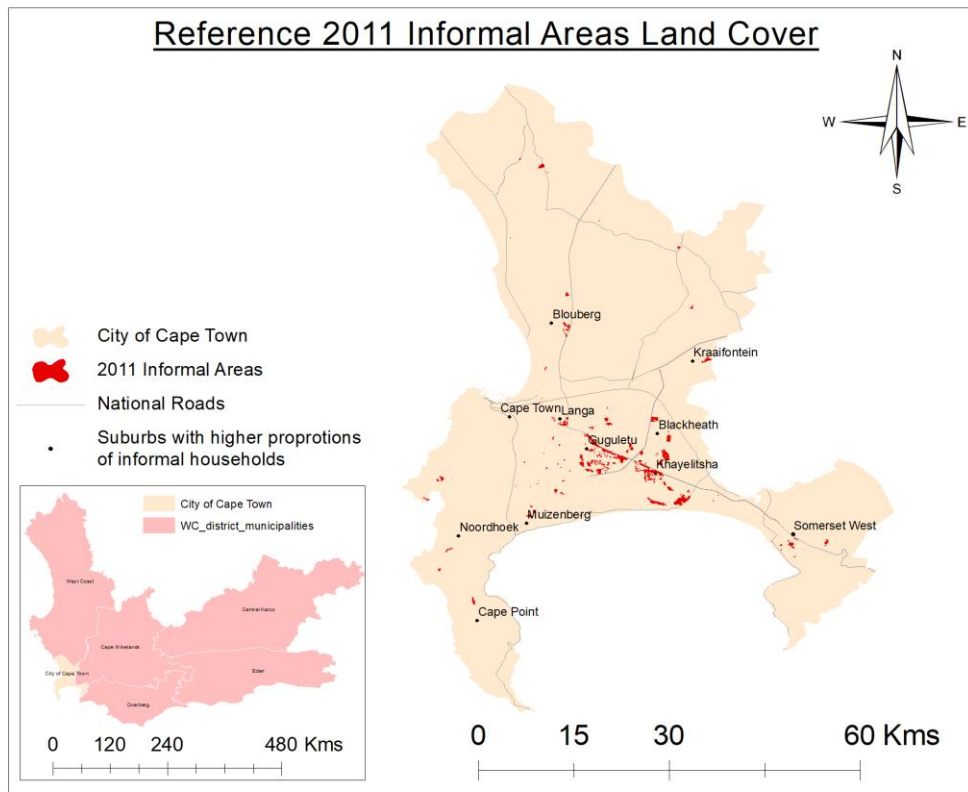 Reference 2011 Informal Areas Land Cover
N
W
E
S
City of Cape Town
2011 Informal Areas
National Roads
Suburbs with higher proprotions
of informal households
Blouberg
Kraaifontein
Cape Town
Langa
Blackheath
Guguletu
Khayelitsha
Muizenberg
Noordhoek
Somerset West
Cape Point
City of Cape Town
WC_district_municipalities
West Coast
Central Karoo
Cape Winelands
City of Cape Town
Eden
Overberg
0 120 240 480 Kms
0 15 30 60 Kms